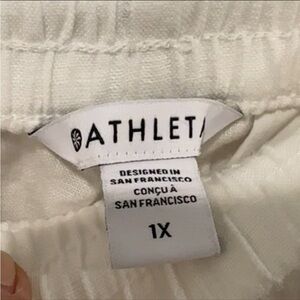 ATHLETA
DESIGNED IN
SAN FRANCISCO
CONÇU À
SAN FRANCISCO
1X